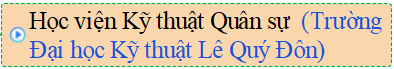 Học viện Kỹ thuật Quân sự (Trường
Đại học Kỹ thuật Lê Quý Đôn)